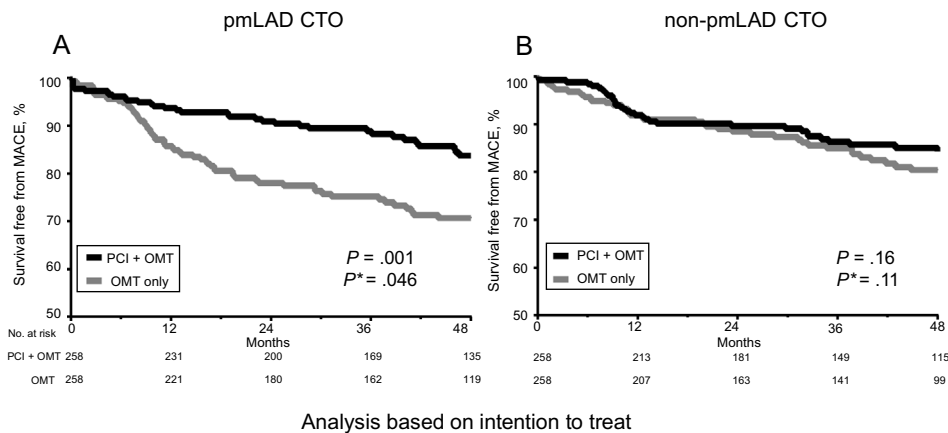 pmLAD CTO
A
Survival free from MACE, %
100
90
80
70
60
50
PCI + OMT
OMT only
P = .001
P* = .046
0 12 24 36 48
Months
No. at risk
PCI + OMT 258 231 200 169 135
OMT 258 221 180 162 119
non-pmLAD CTO
B
Survival free from MACE, %
100
90
80
70
60
50
PCI + OMT
OMT only
P = .16
P* = .11
0 12 24 36 48
Months
258 213 181 149 115
258 207 163 141 99
Analysis based on intention to treat